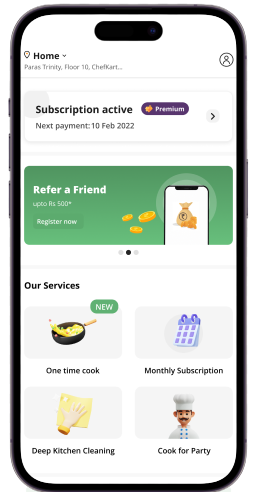 Home
Paras Trinity, Floor 10, ChefKart...
Subscription active
Premium
Next payment:10 Feb 2022
Refer a Friend
upto Rs 500*
Register now
Our Services
NEW
One time cook
Monthly Subscription
Deep Kitchen Cleaning
Cook for Party